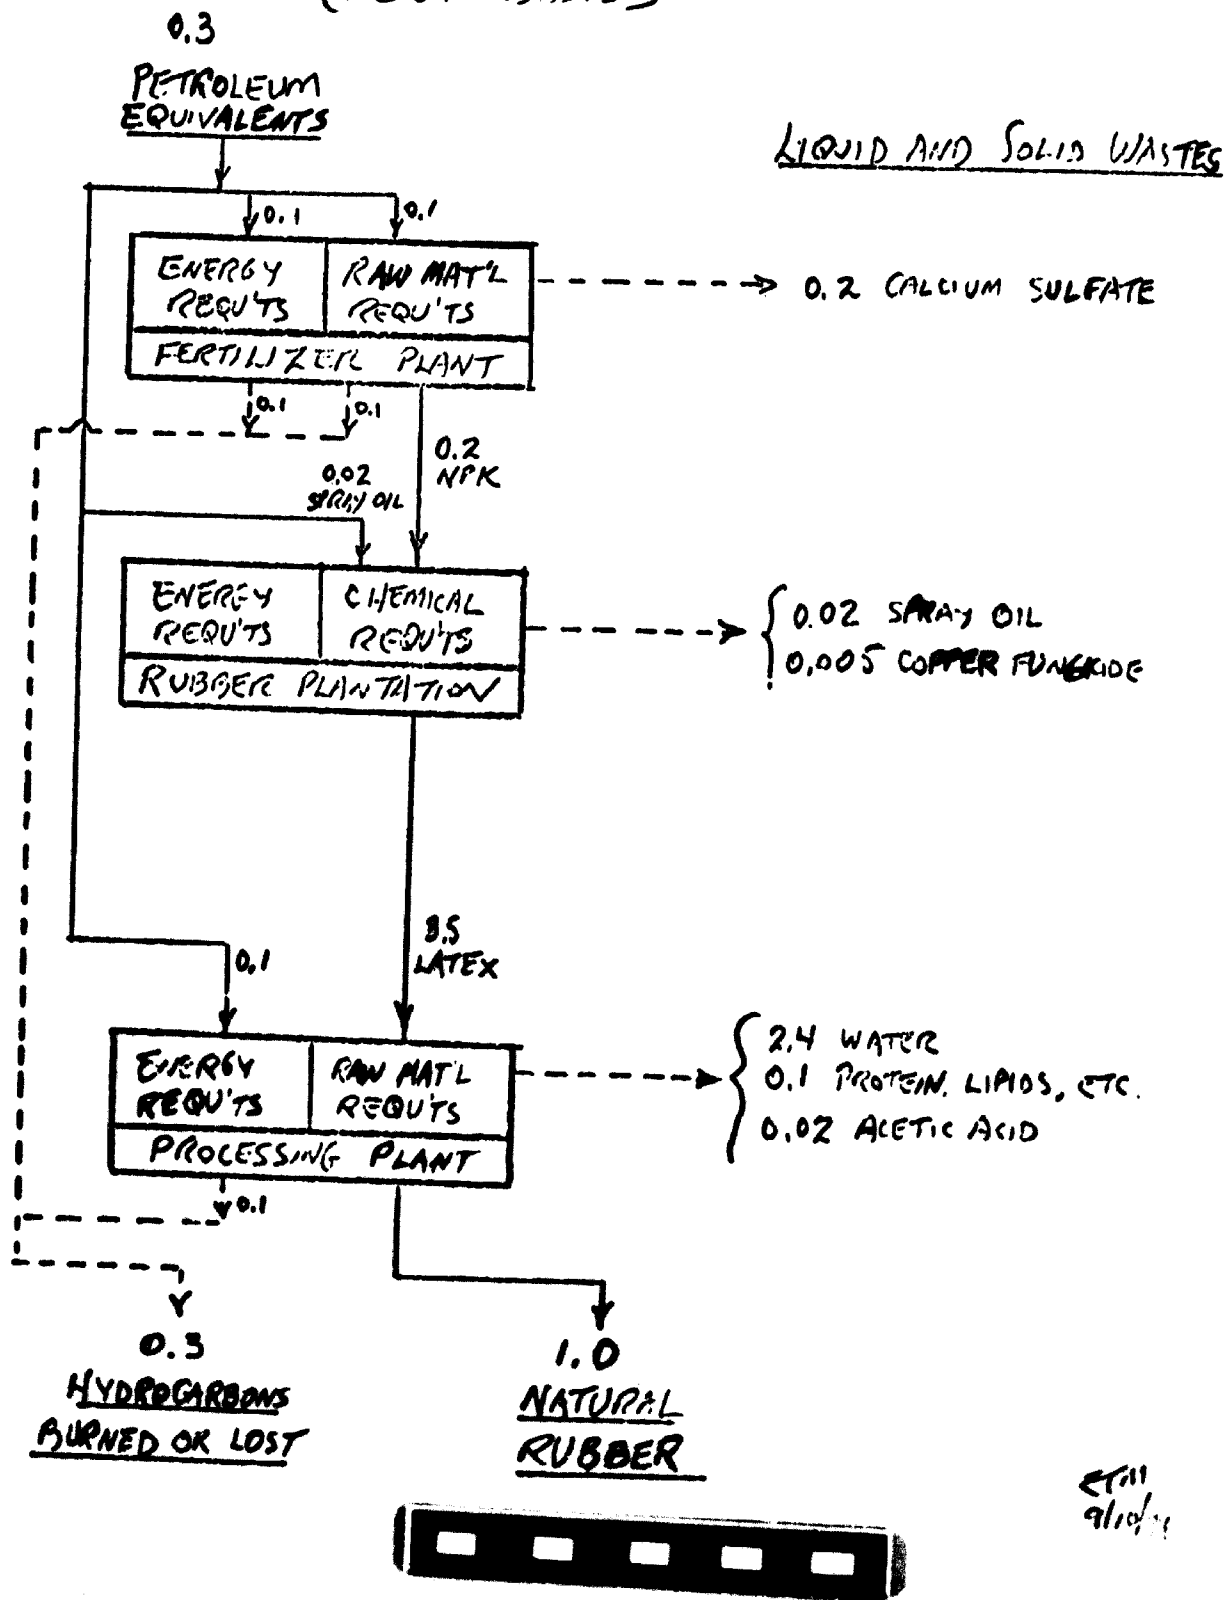 0.3
PETROLEUM
EQUIVALENTS
LIQUID AND SOLID WASTES
0.1 0.1
ENERGY RAW MAT'L
REQU'TS REQU'TS
0.2 CALCIUM SULFATE
FERTILIZER PLANT
0.1 0.1
0.2
NPK
0.02
SPRAY OIL
ENERGY CHEMICAL
REQU'TS REQU'TS
RUBBER PLANTATION
0.02 SPRAY OIL
0.005 COPPER FUNGICIDE
3.5
LATEX
0.1
ENERGY RAW MAT'L
REQU'TS REQU'TS
PROCESSING PLANT
2.4 WATER
0.1 PROTEIN, LIPIDS, ETC.
0.02 ACETIC ACID
0.1
0.3
HYDROCARBONS
BURNED OR LOST
1.0
NATURAL
RUBBER
9/10/